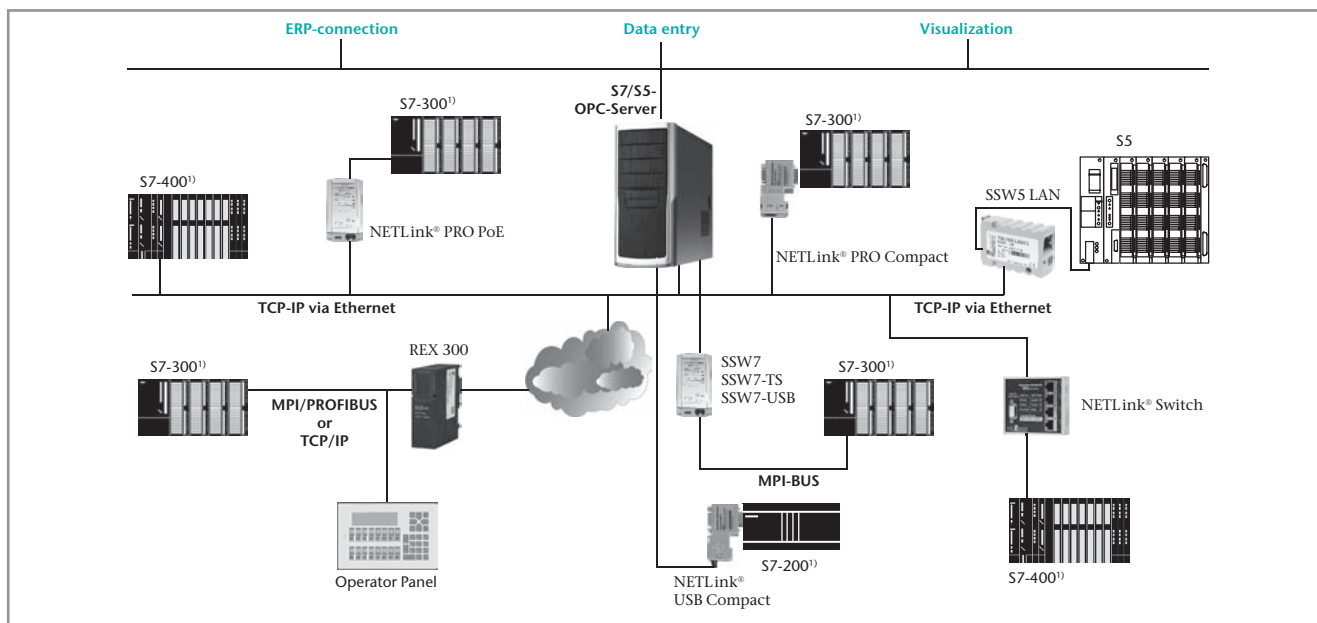 ERP-connection
Data entry
Visualization
S7/S5-
OPC-Server
S7-300¹⁾
S7-300¹⁾
S5
S7-400¹⁾
SSW5 LAN
NETLink® PRO PoE
NETLink® PRO Compact
TCP-IP via Ethernet
TCP-IP via Ethernet
REX 300
S7-300¹⁾
MPI/PROFIBUS
or
TCP/IP
SSW7
SSW7-TS
SSW7-USB
S7-300¹⁾
NETLink® Switch
MPI-BUS
Operator Panel
S7-200¹⁾
NETLink®
USB Compact
S7-400¹⁾